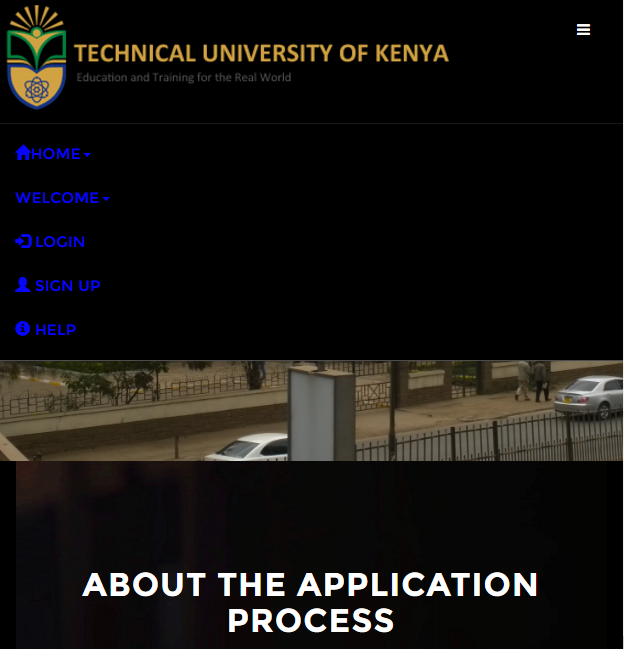 TECHNICAL UNIVERSITY OF KENYA
Education and Training for the Real World
HOME
WELCOME
LOGIN
SIGN UP
HELP
ABOUT THE APPLICATION
PROCESS